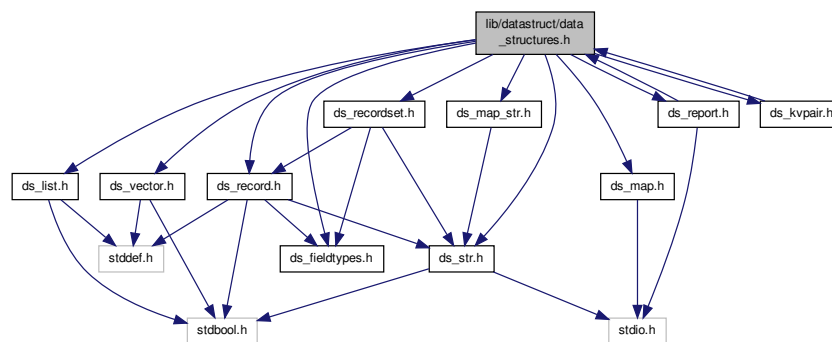 lib/datastruct/data
_structures.h
ds_recordset.h
ds_map_str.h
ds_report.h
ds_kvpair.h
ds_list.h
ds_vector.h
ds_record.h
ds_map.h
stddef.h
ds_fieldtypes.h
ds_str.h
stdbool.h
stdio.h